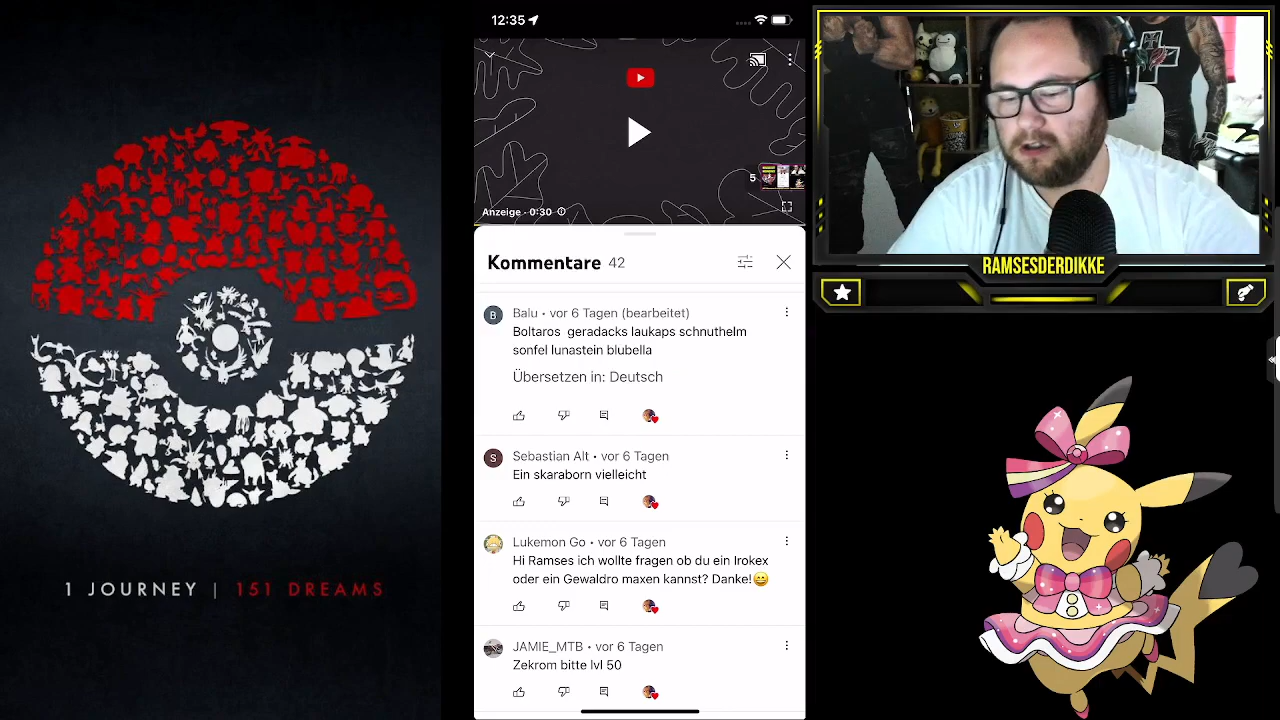 12:35
5
Anzeige · 0:30
Kommentare 42
B
Balu • vor 6 Tagen (bearbeitet)
Boltaros geradacks laukaps schnuthelm
sonfel lunastein blubella
Übersetzen in: Deutsch
S
Sebastian Alt • vor 6 Tagen
Ein skaraborn vielleicht
Lukemon Go • vor 6 Tagen
Hi Ramses ich wollte fragen ob du ein Irokex
oder ein Gewaldro maxen kannst? Danke!😄
JAMIE_MTB • vor 6 Tagen
Zekrom bitte lvl 50
1 JOURNEY | 151 DREAMS
RAMSESDERDIKKE